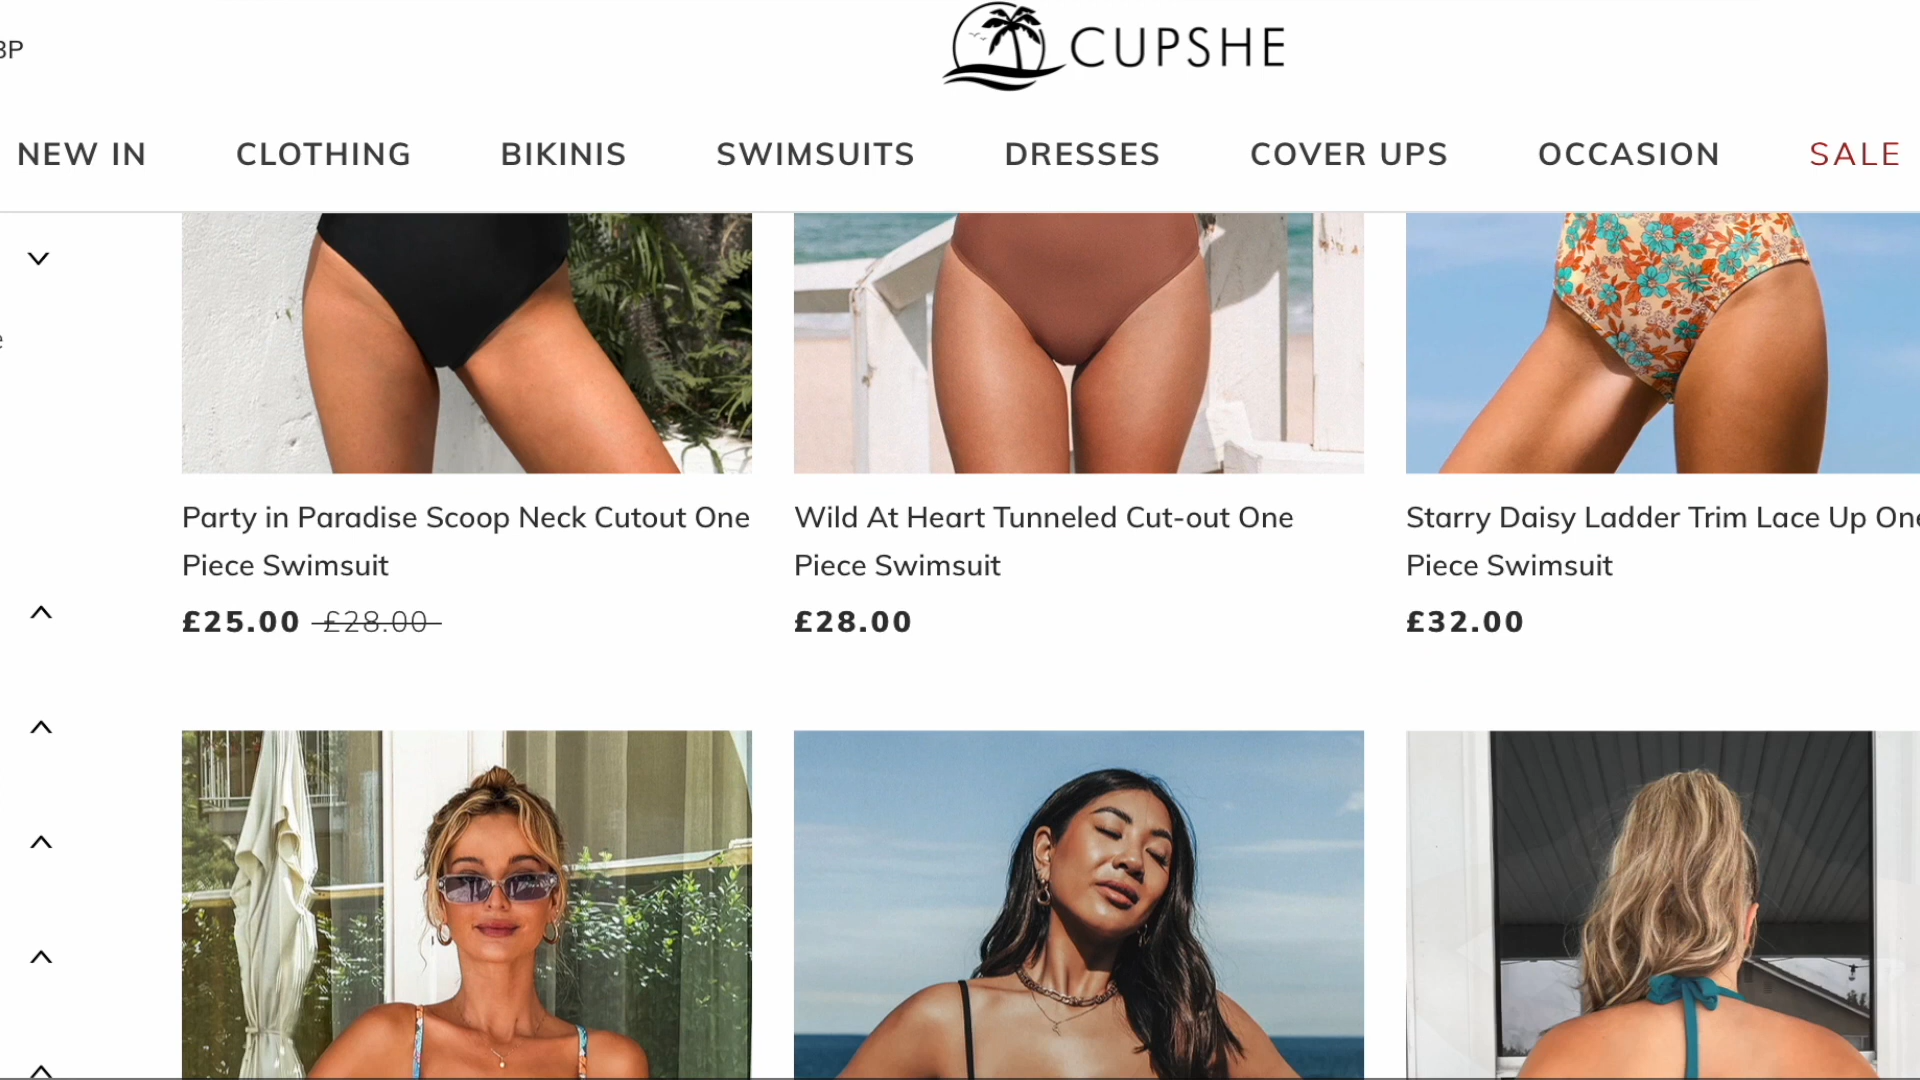 CUPSHE
BP
NEW IN
CLOTHING
BIKINIS
SWIMSUITS
DRESSES
COVER UPS
OCCASION
SALE
Party in Paradise Scoop Neck Cutout One
Piece Swimsuit
£25.00 £28.00
Wild At Heart Tunneled Cut-out One
Piece Swimsuit
£28.00
Starry Daisy Ladder Trim Lace Up One
Piece Swimsuit
£32.00